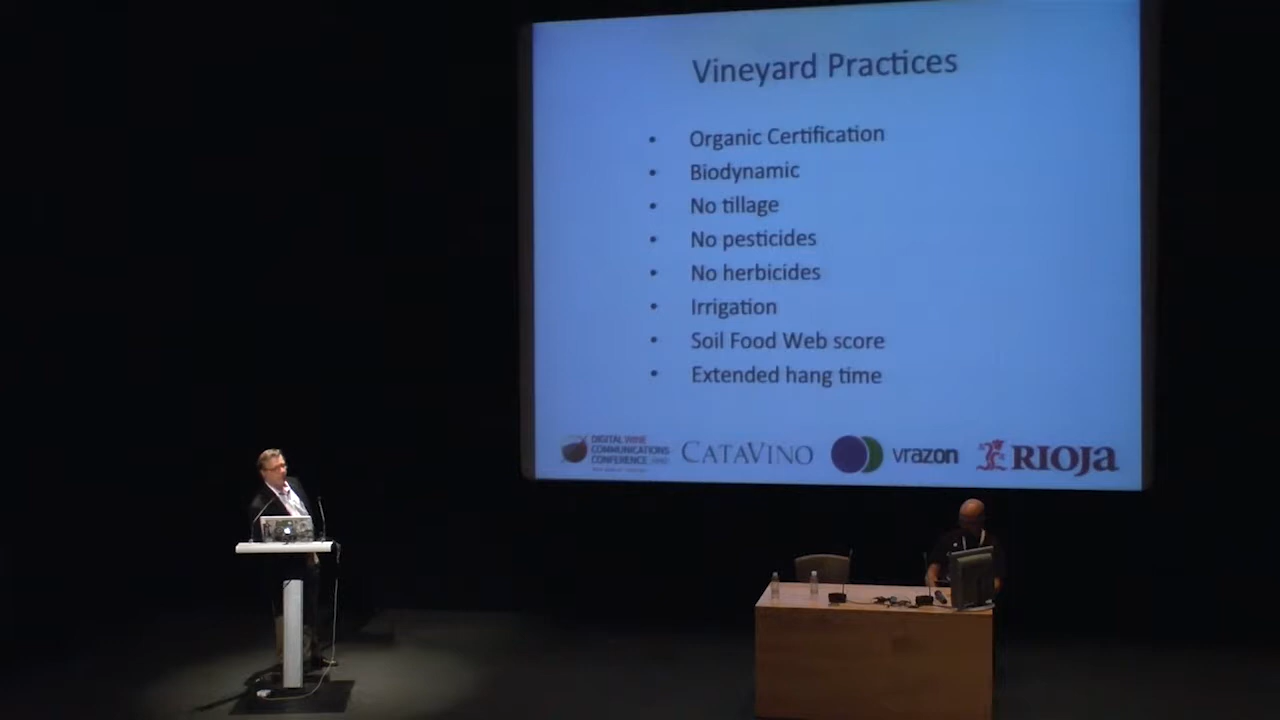 Vineyard Practices
• Organic Certification
• Biodynamic
• No tillage
• No pesticides
• No herbicides
• Irrigation
• Soil Food Web score
• Extended hang time
DIGITAL WINE
COMMUNICATIONS
CONFERENCE
CATAVINO
vrazon
RIOJA